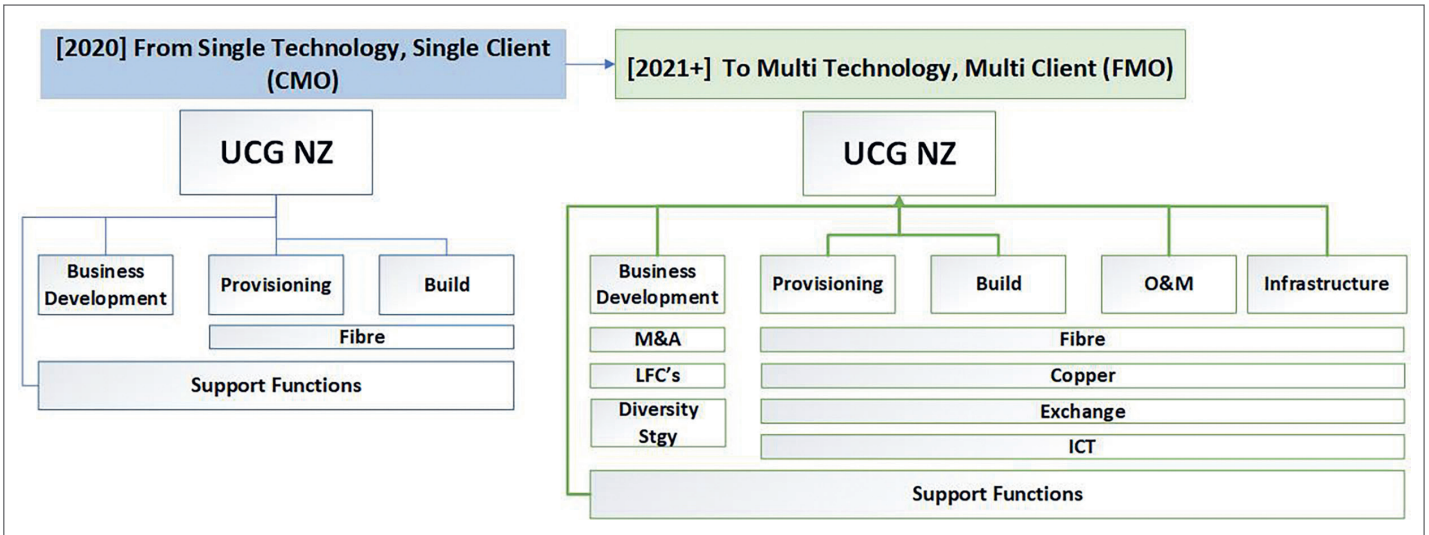 [2020] From Single Technology, Single Client
(CMO)
[2021+] To Multi Technology, Multi Client (FMO)
UCG NZ
Business
Development
Provisioning
Build
Fibre
Support Functions
UCG NZ
Business
Development
Provisioning
Build
O&M
Infrastructure
M&A
Fibre
LFC's
Copper
Diversity
Stgy
Exchange
ICT
Support Functions